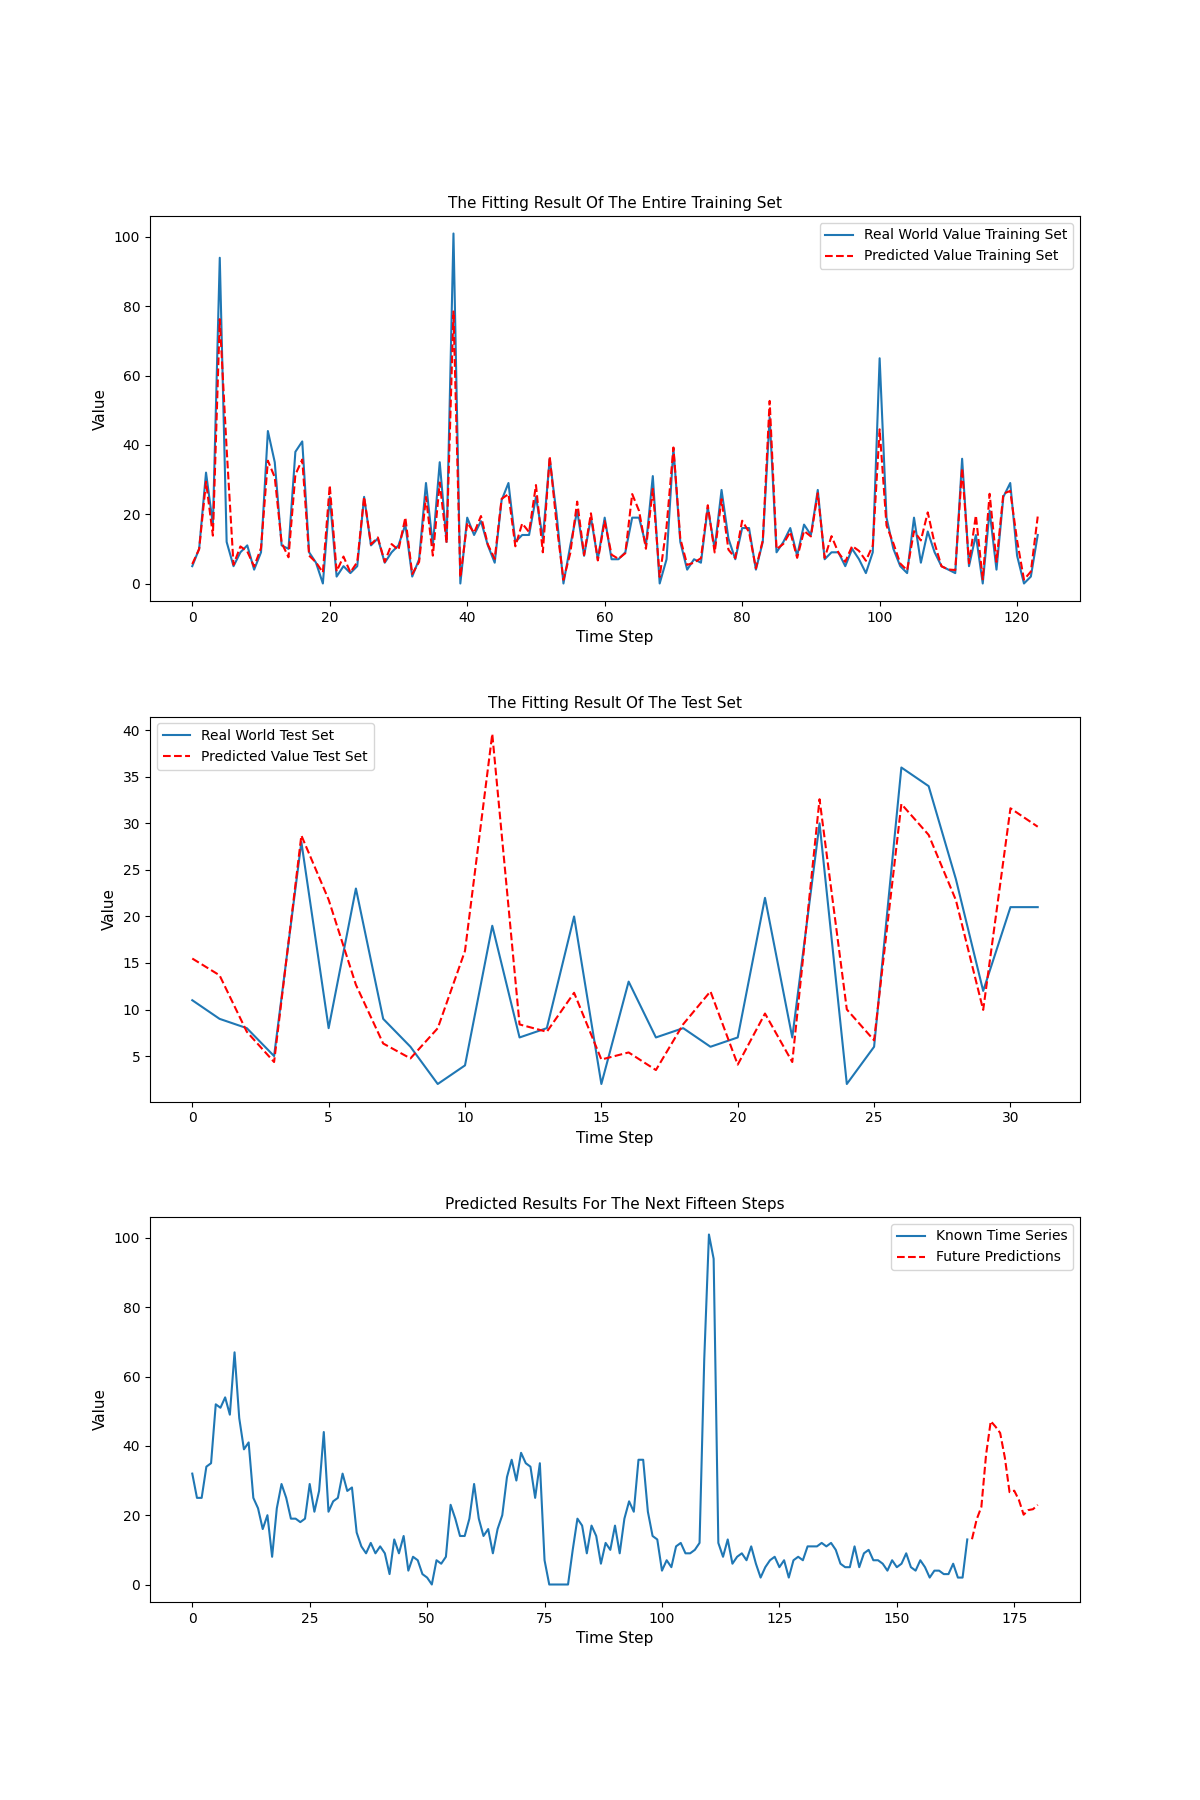 The Fitting Result Of The Entire Training Set
Real World Value Training Set
Predicted Value Training Set
100
80
60
40
20
0
Value
0 20 40 60 80 100 120
Time Step
The Fitting Result Of The Test Set
Real World Test Set
Predicted Value Test Set
40
35
30
25
20
15
10
5
Value
0 5 10 15 20 25 30
Time Step
Predicted Results For The Next Fifteen Steps
Known Time Series
Future Predictions
100
80
60
40
20
0
Value
0 25 50 75 100 125 150 175
Time Step